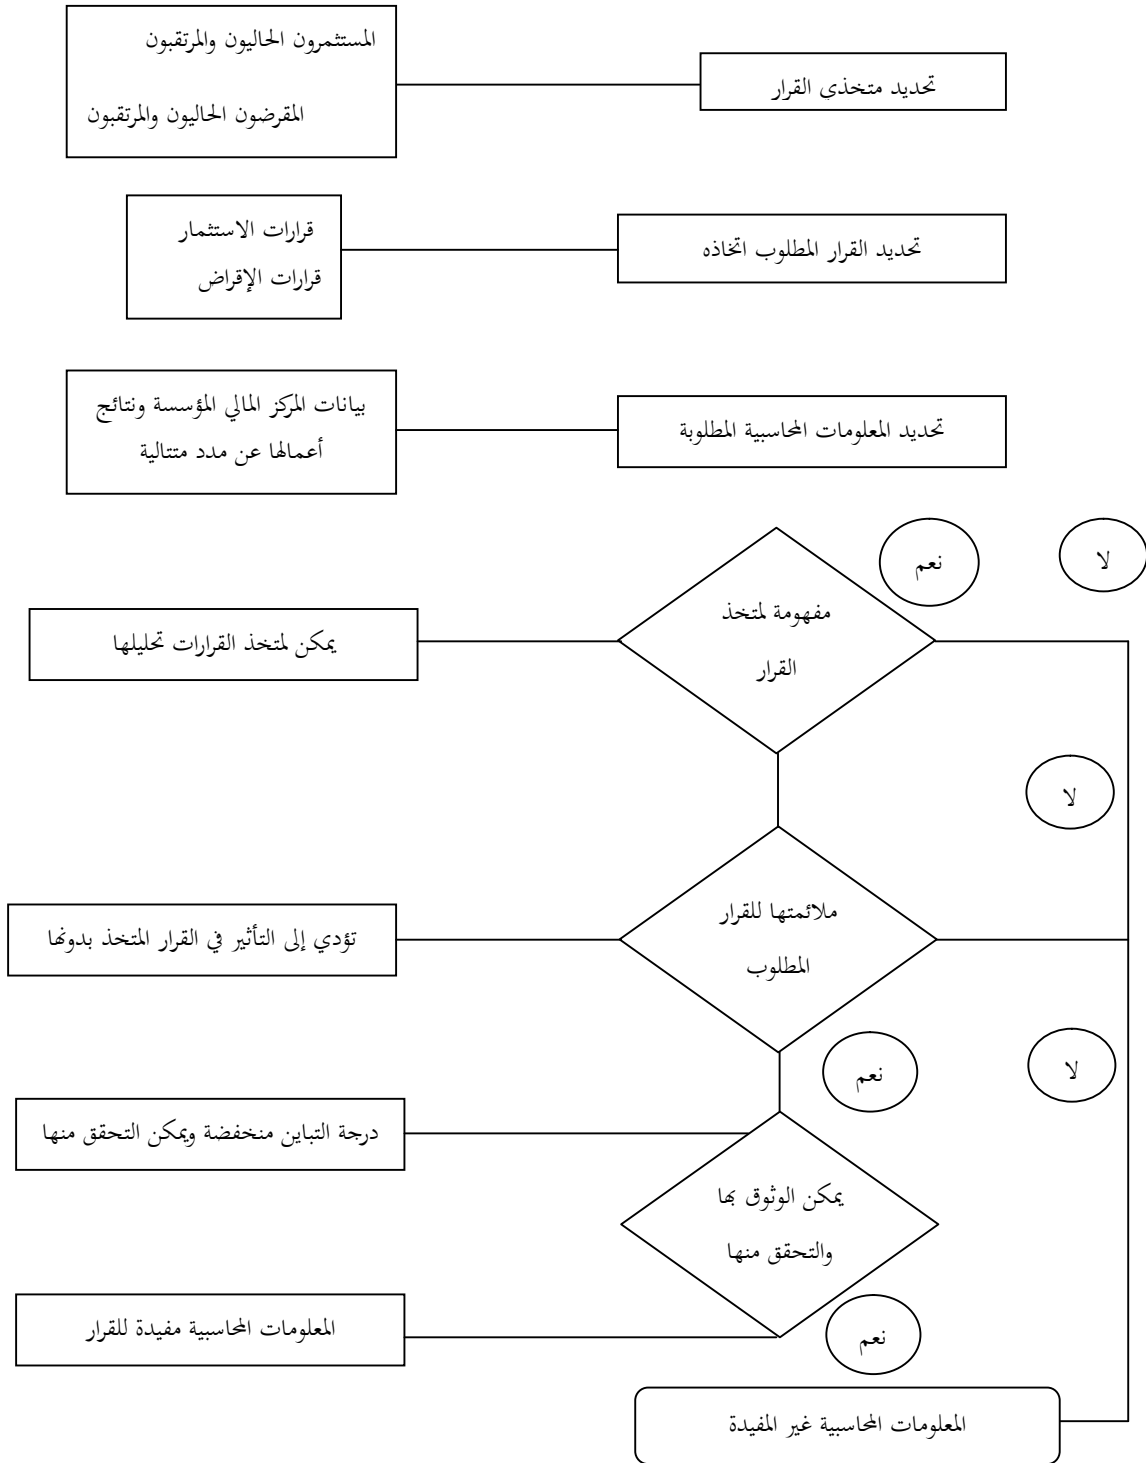 المستثمرون الحاليون والمرتقبون
المقرضون الحاليون والمرتقبون
تحديد متخذي القرار
قرارات الاستثمار
قرارات الإقراض
تحديد القرار المطلوب اتخاذه
بيانات المركز المالي المؤسسة ونتائج
أعمالها عن مدد متتالية
تحديد المعلومات المحاسبية المطلوبة
لا
نعم
مفهومة لمتخذ
القرار
يمكن لمتخذ القرارات تحليلها
لا
ملائمتها للقرار
المطلوب
تؤدي إلى التأثير في القرار المتخذ بدونها
لا
نعم
درجة التباين منخفضة ويمكن التحقق منها
يمكن الوثوق بها
والتحقق منها
نعم
المعلومات المحاسبية مفيدة للقرار
المعلومات المحاسبية غير المفيدة